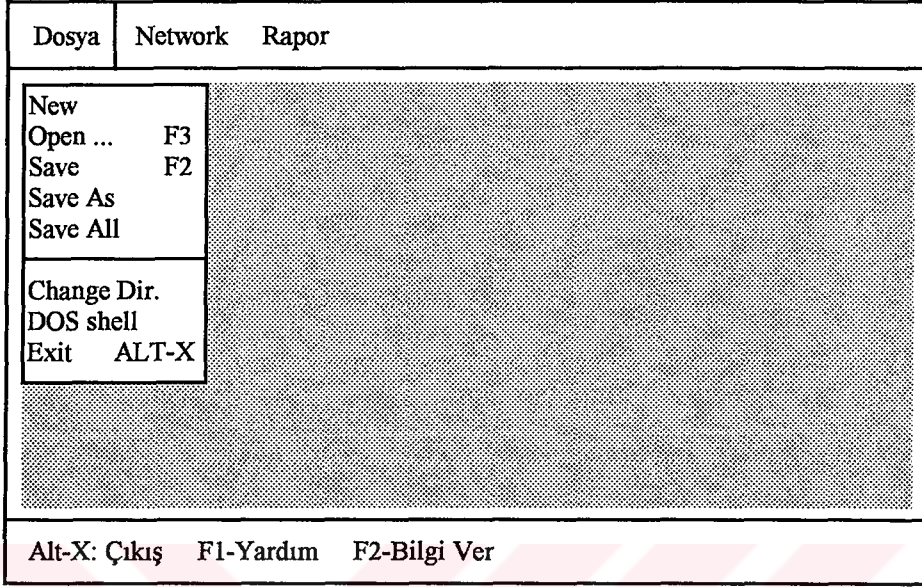 Dosya Network Rapor
New
Open ... F3
Save F2
Save As
Save All
Change Dir.
DOS shell
Exit ALT-X
Alt-X: Çıkış F1-Yardım F2-Bilgi Ver